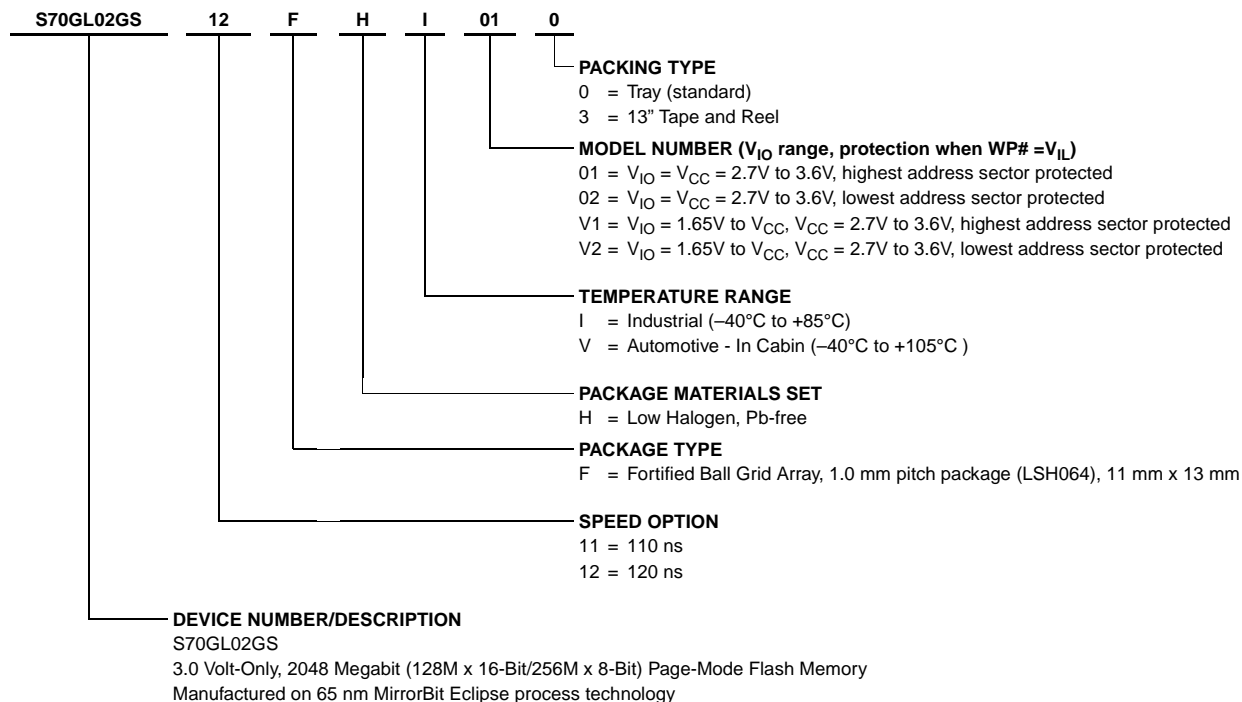 S70GL02GS 12 F H I 01 0
PACKING TYPE
0 = Tray (standard)
3 = 13” Tape and Reel
MODEL NUMBER (VIO range, protection when WP# =VIL)
01 = VIO = VCC = 2.7V to 3.6V, highest address sector protected
02 = VIO = VCC = 2.7V to 3.6V, lowest address sector protected
V1 = VIO = 1.65V to VCC, VCC = 2.7V to 3.6V, highest address sector protected
V2 = VIO = 1.65V to VCC, VCC = 2.7V to 3.6V, lowest address sector protected
TEMPERATURE RANGE
I = Industrial (–40°C to +85°C)
V = Automotive - In Cabin (–40°C to +105°C )
PACKAGE MATERIALS SET
H = Low Halogen, Pb-free
PACKAGE TYPE
F = Fortified Ball Grid Array, 1.0 mm pitch package (LSH064), 11 mm x 13 mm
SPEED OPTION
11 = 110 ns
12 = 120 ns
DEVICE NUMBER/DESCRIPTION
S70GL02GS
3.0 Volt-Only, 2048 Megabit (128M x 16-Bit/256M x 8-Bit) Page-Mode Flash Memory
Manufactured on 65 nm MirrorBit Eclipse process technology